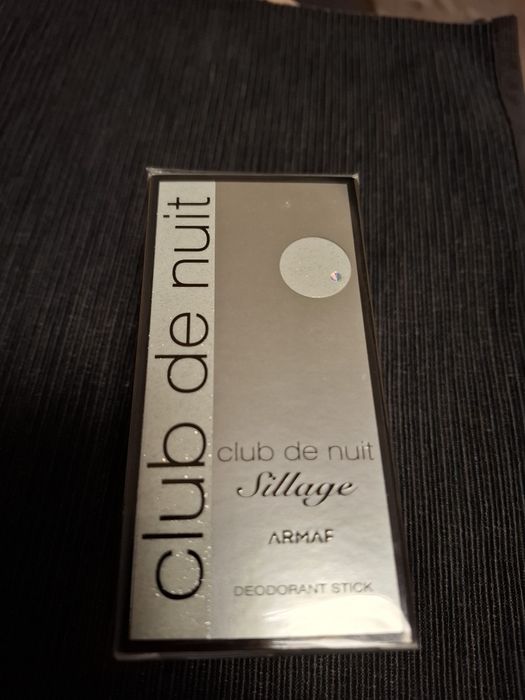 club de nuit
club de nuit
Sillage
ARMAF
DEODORANT STICK